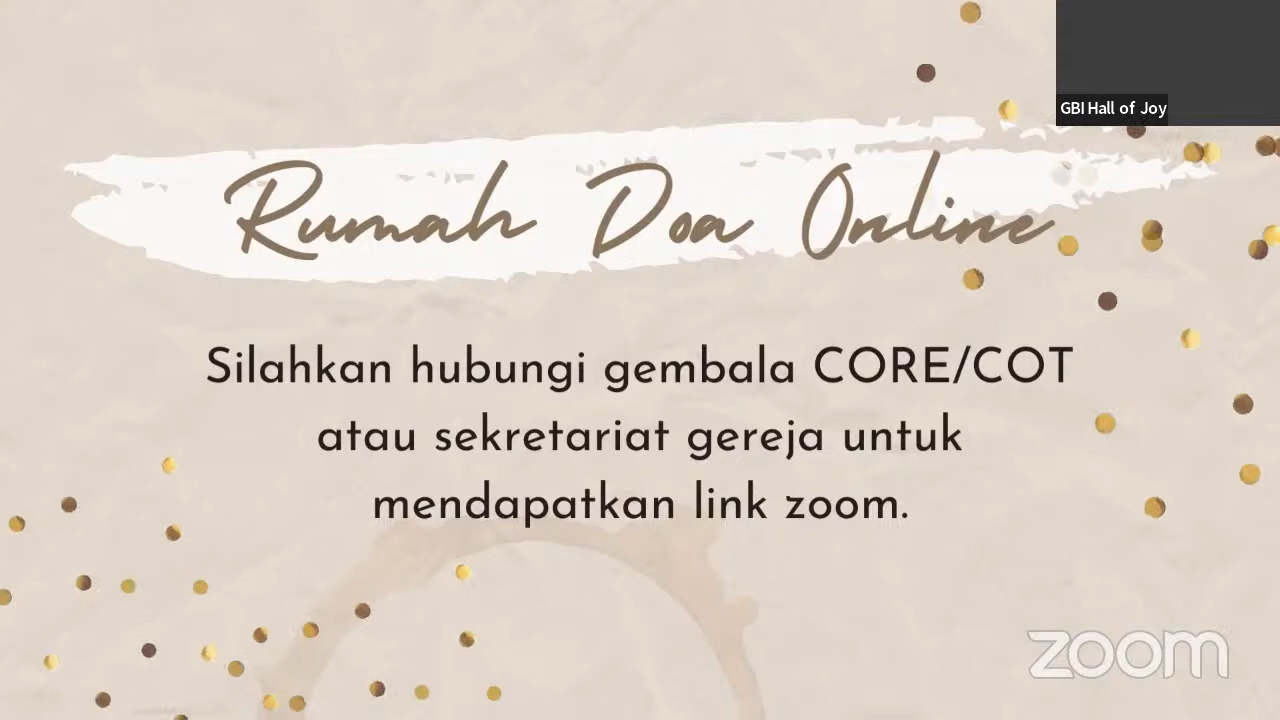 GBI Hall of Joy
Rumah Doa Online
Silahkan hubungi gembala CORE/COT
atau sekretariat gereja untuk
mendapatkan link zoom.
zoom